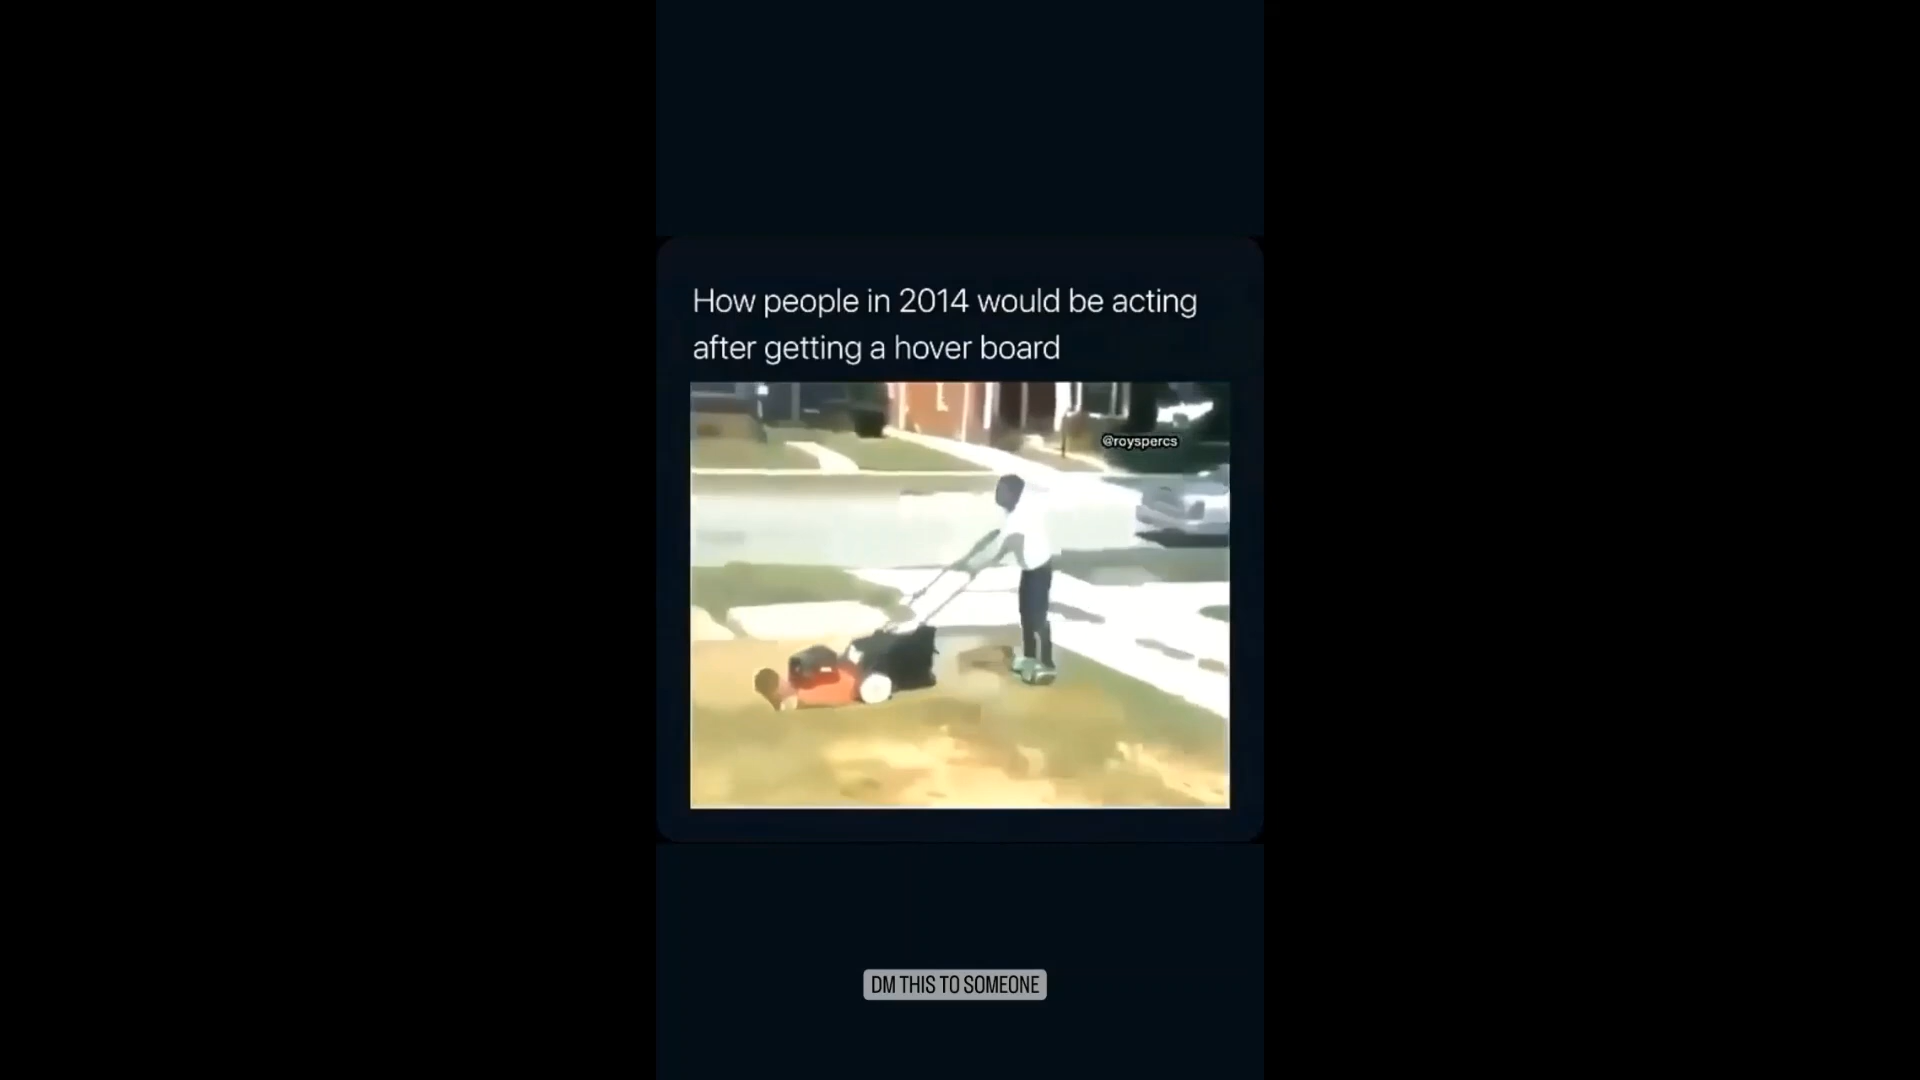 How people in 2014 would be acting
after getting a hover board
@royspercs
DM THIS TO SOMEONE